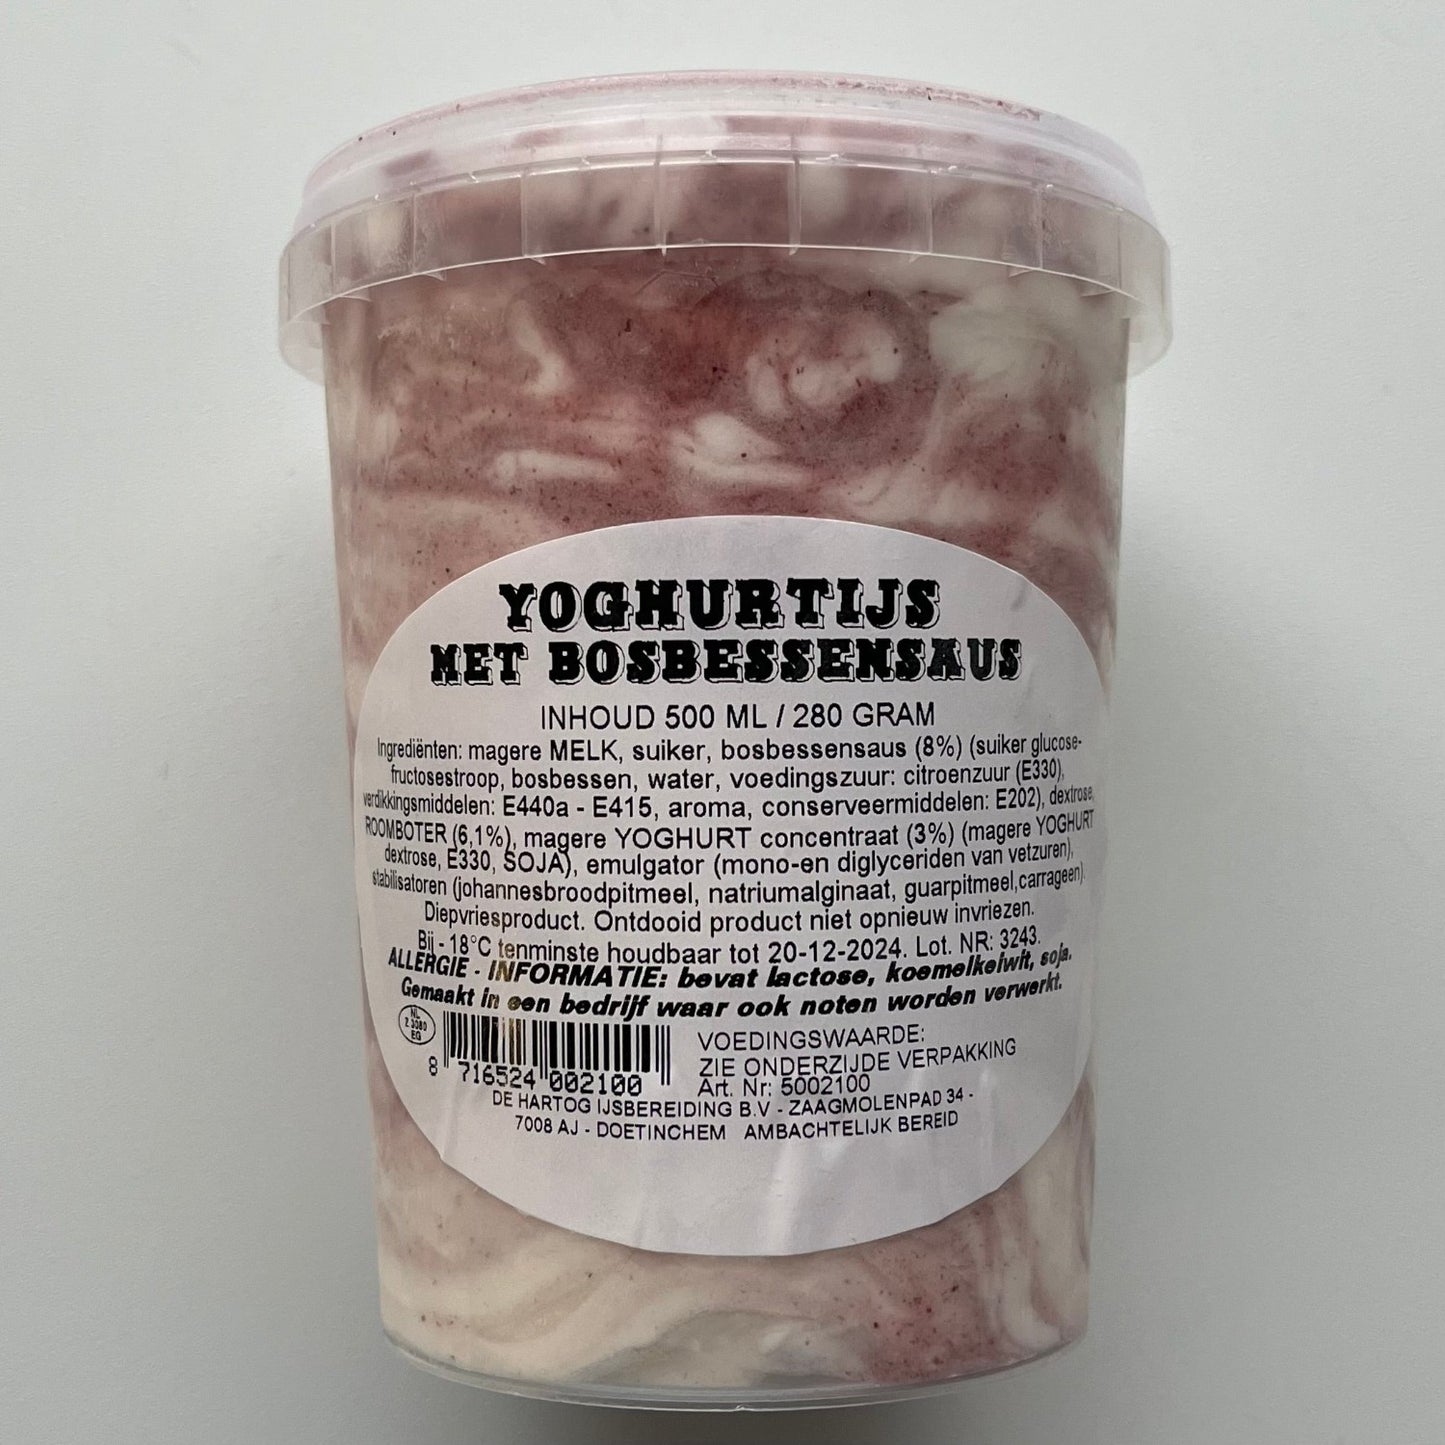 YOGHURTIJS
MET BOSBESSENSAUS
INHOUD 500 ML / 280 GRAM
Ingrediënten: magere MELK, suiker, bosbessensaus (8%) (suiker glucose-
fructosestroop, bosbessen, water, voedingszuur: citroenzuur (E330),
verdikkingsmiddelen: E440a - E415, aroma, conserveermiddelen: E202), dextrose,
ROOMBOTER (6,1%), magere YOGHURT concentraat (3%) (magere YOGHURT
dextrose, E330, SOJA), emulgator (mono-en diglyceriden van vetzuren),
stabilisatoren (johannesbroodpitmeel, natriumalginaat, guarpitmeel,carrageen).
Diepvriesproduct. Ontdooid product niet opnieuw invriezen.
Bij - 18°C tenminste houdbaar tot 20-12-2024. Lot. NR: 3243.
ALLERGIE - INFORMATIE: bevat lactose, koemelkeiwit, soja.
Gemaakt in een bedrijf waar ook noten worden verwerkt.
NL
Z 3080
EG
8 716524 002100
VOEDINGSWAARDE:
ZIE ONDERZIJDE VERPAKKING
Art. Nr: 5002100
DE HARTOG IJSBEREIDING B.V - ZAAGMOLENPAD 34 -
7008 AJ - DOETINCHEM AMBACHTELIJK BEREID